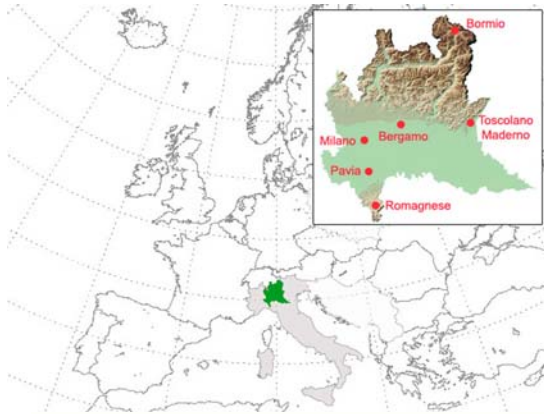 Bormio
Toscolano
Maderno
Bergamo
Milano
Pavia
Romagnese